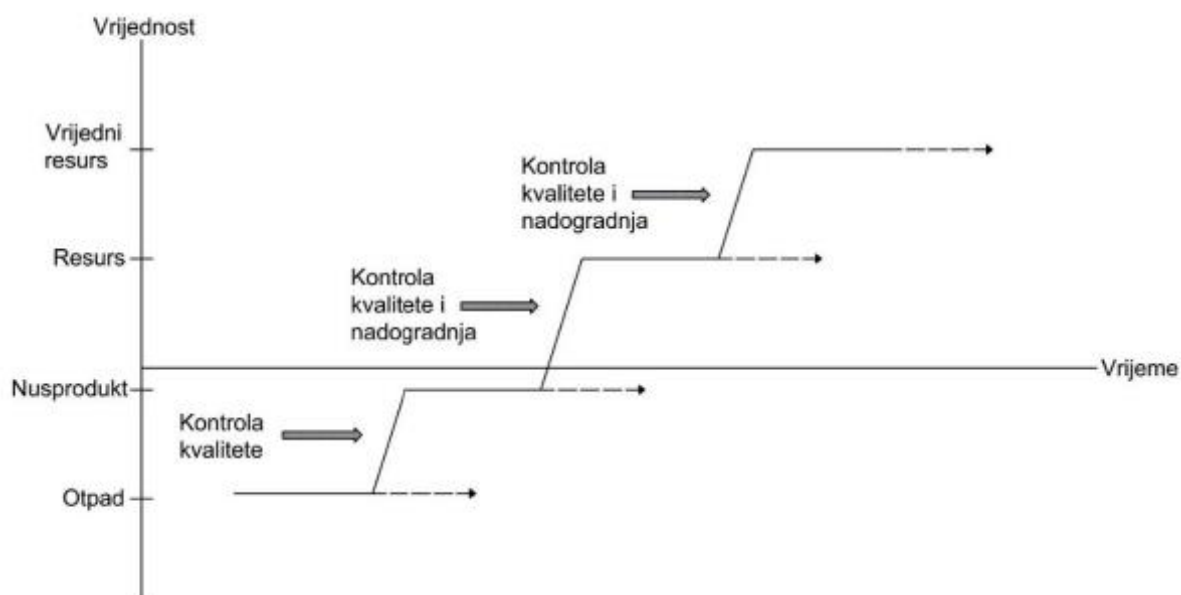 Vrijednost
Vrijedni
resurs
Kontrola
kvalitete i
nadogradnja
Resurs
Kontrola
kvalitete i
nadogradnja
Vrijeme
Nusprodukt
Kontrola
kvalitete
Otpad